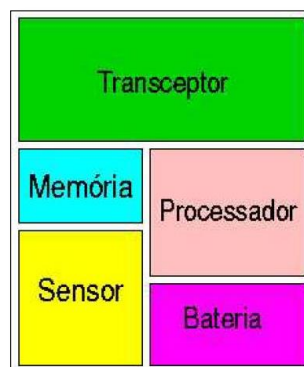 Transceptor
Memória
Processador
Sensor
Bateria